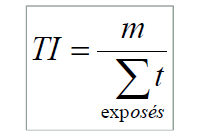 TI = m / ∑ t
exposés